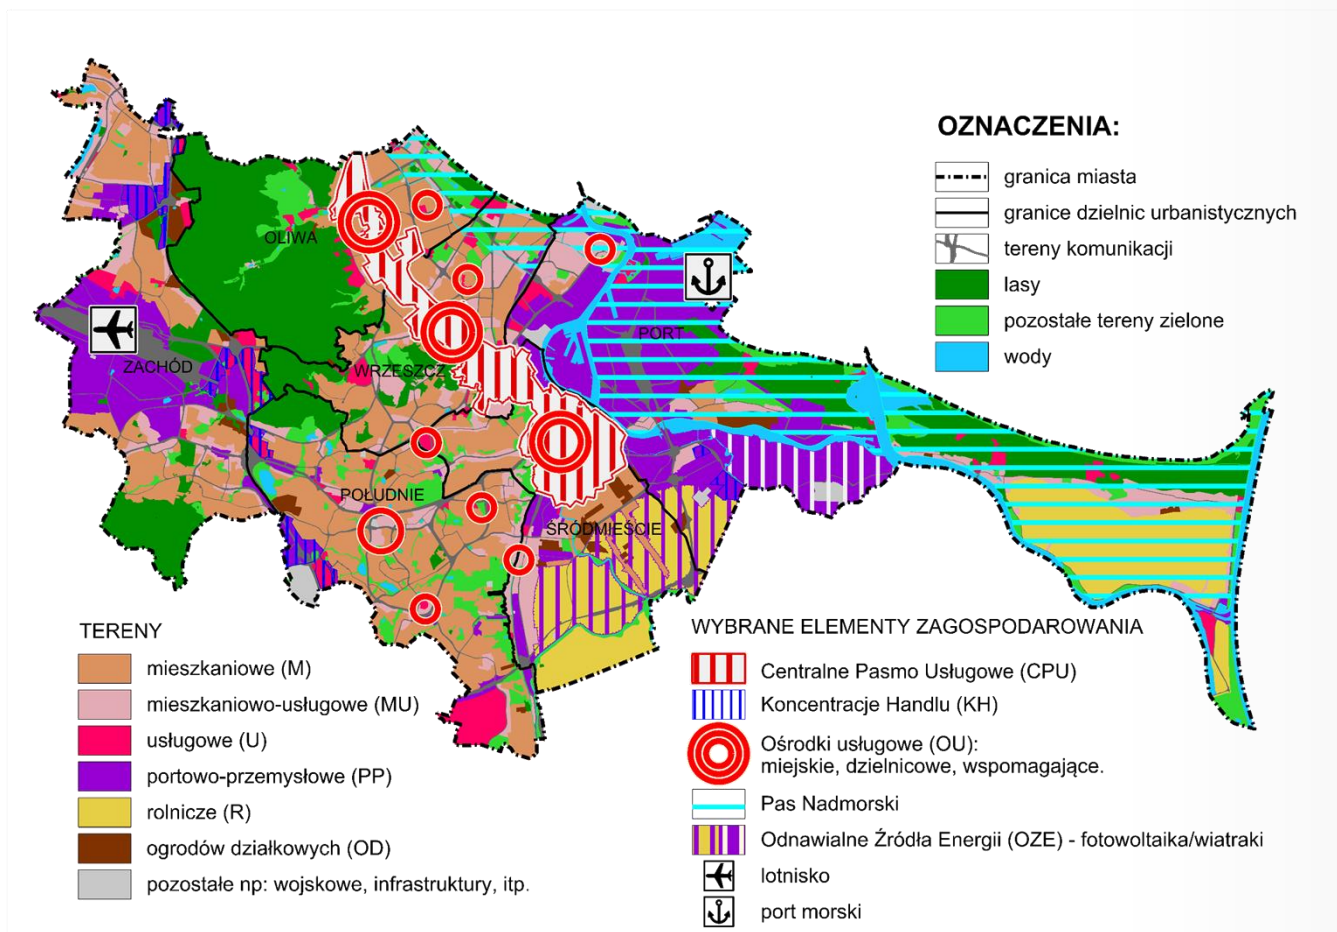 OZNACZENIA:
granica miasta
granice dzielnic urbanistycznych
tereny komunikacji
lasy
pozostałe tereny zielone
wody
OLIWA
PORT
ZACHÓD
WRZESZCZ
POŁUDNIE
ŚRÓDMIEŚCIE
TERENY
mieszkaniowe (M)
mieszkaniowo-usługowe (MU)
usługowe (U)
portowo-przemysłowe (PP)
rolnicze (R)
ogrodów działkowych (OD)
pozostałe np: wojskowe, infrastruktury, itp.
WYBRANE ELEMENTY ZAGOSPODAROWANIA
Centralne Pasmo Usługowe (CPU)
Koncentracje Handlu (KH)
Ośrodki usługowe (OU):
miejskie, dzielnicowe, wspomagające.
Pas Nadmorski
Odnawialne Źródła Energii (OZE) - fotowoltaika/wiatraki
lotnisko
port morski